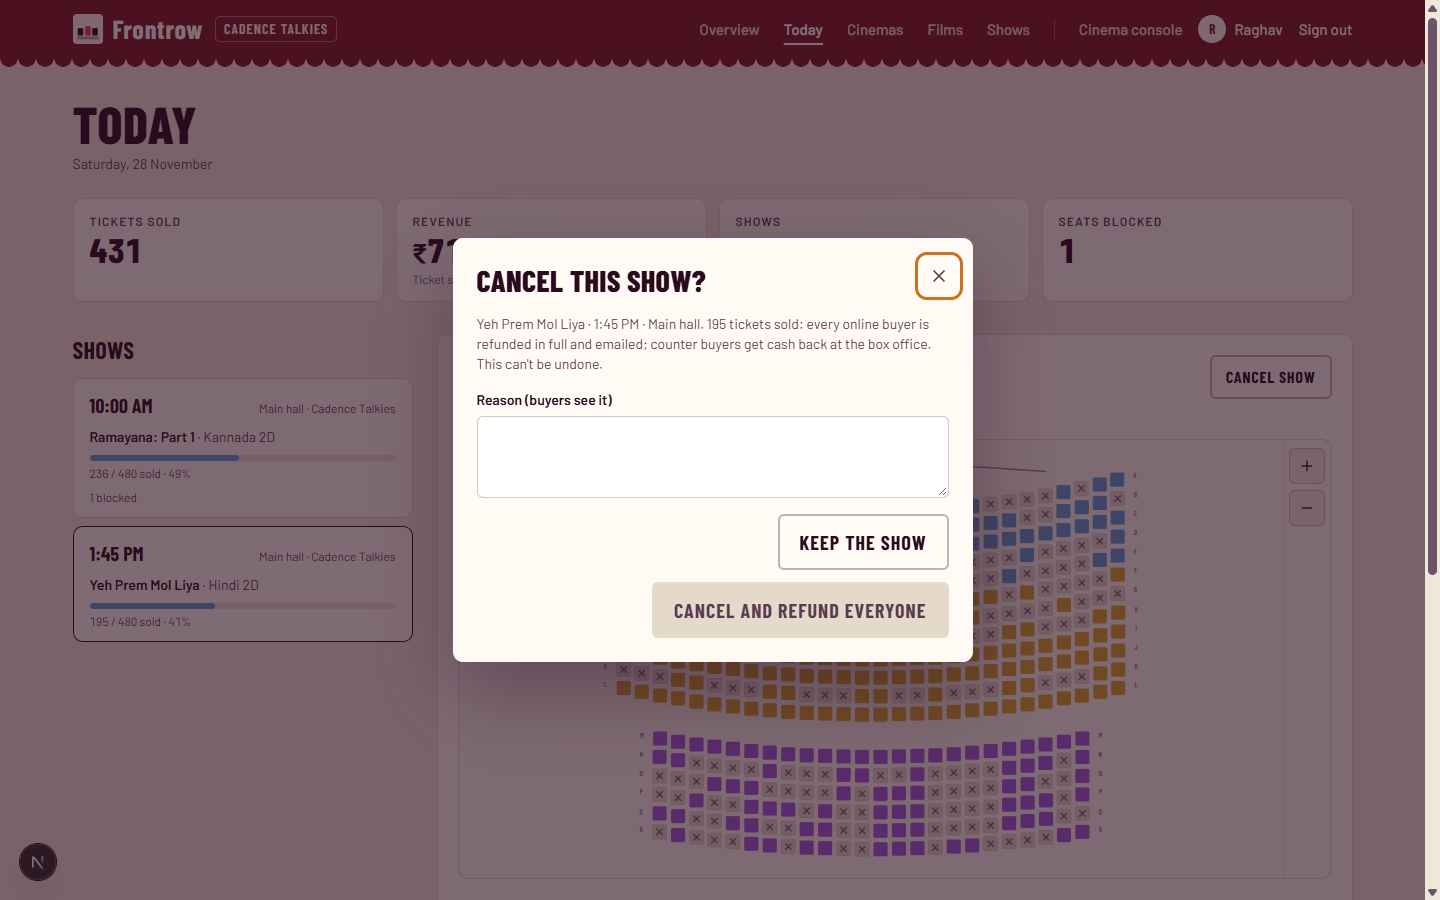 Frontrow
CADENCE TALKIES
Overview
Today
Cinemas
Films
Shows
Cinema console
R
Raghav
Sign out
TODAY
Saturday, 28 November
TICKETS SOLD
431
REVENUE
Ticket
SHOWS
SEATS BLOCKED
1
CANCEL THIS SHOW?
Yeh Prem Mol Liya · 1:45 PM · Main hall. 195 tickets sold: every online buyer is
refunded in full and emailed; counter buyers get cash back at the box office.
This can't be undone.
Reason (buyers see it)
KEEP THE SHOW
CANCEL AND REFUND EVERYONE
SHOWS
10:00 AM
Main hall · Cadence Talkies
Ramayana: Part 1 · Kannada 2D
236 / 480 sold · 49%
1 blocked
1:45 PM
Main hall · Cadence Talkies
Yeh Prem Mol Liya · Hindi 2D
195 / 480 sold · 41%
CANCEL SHOW
+
−
N